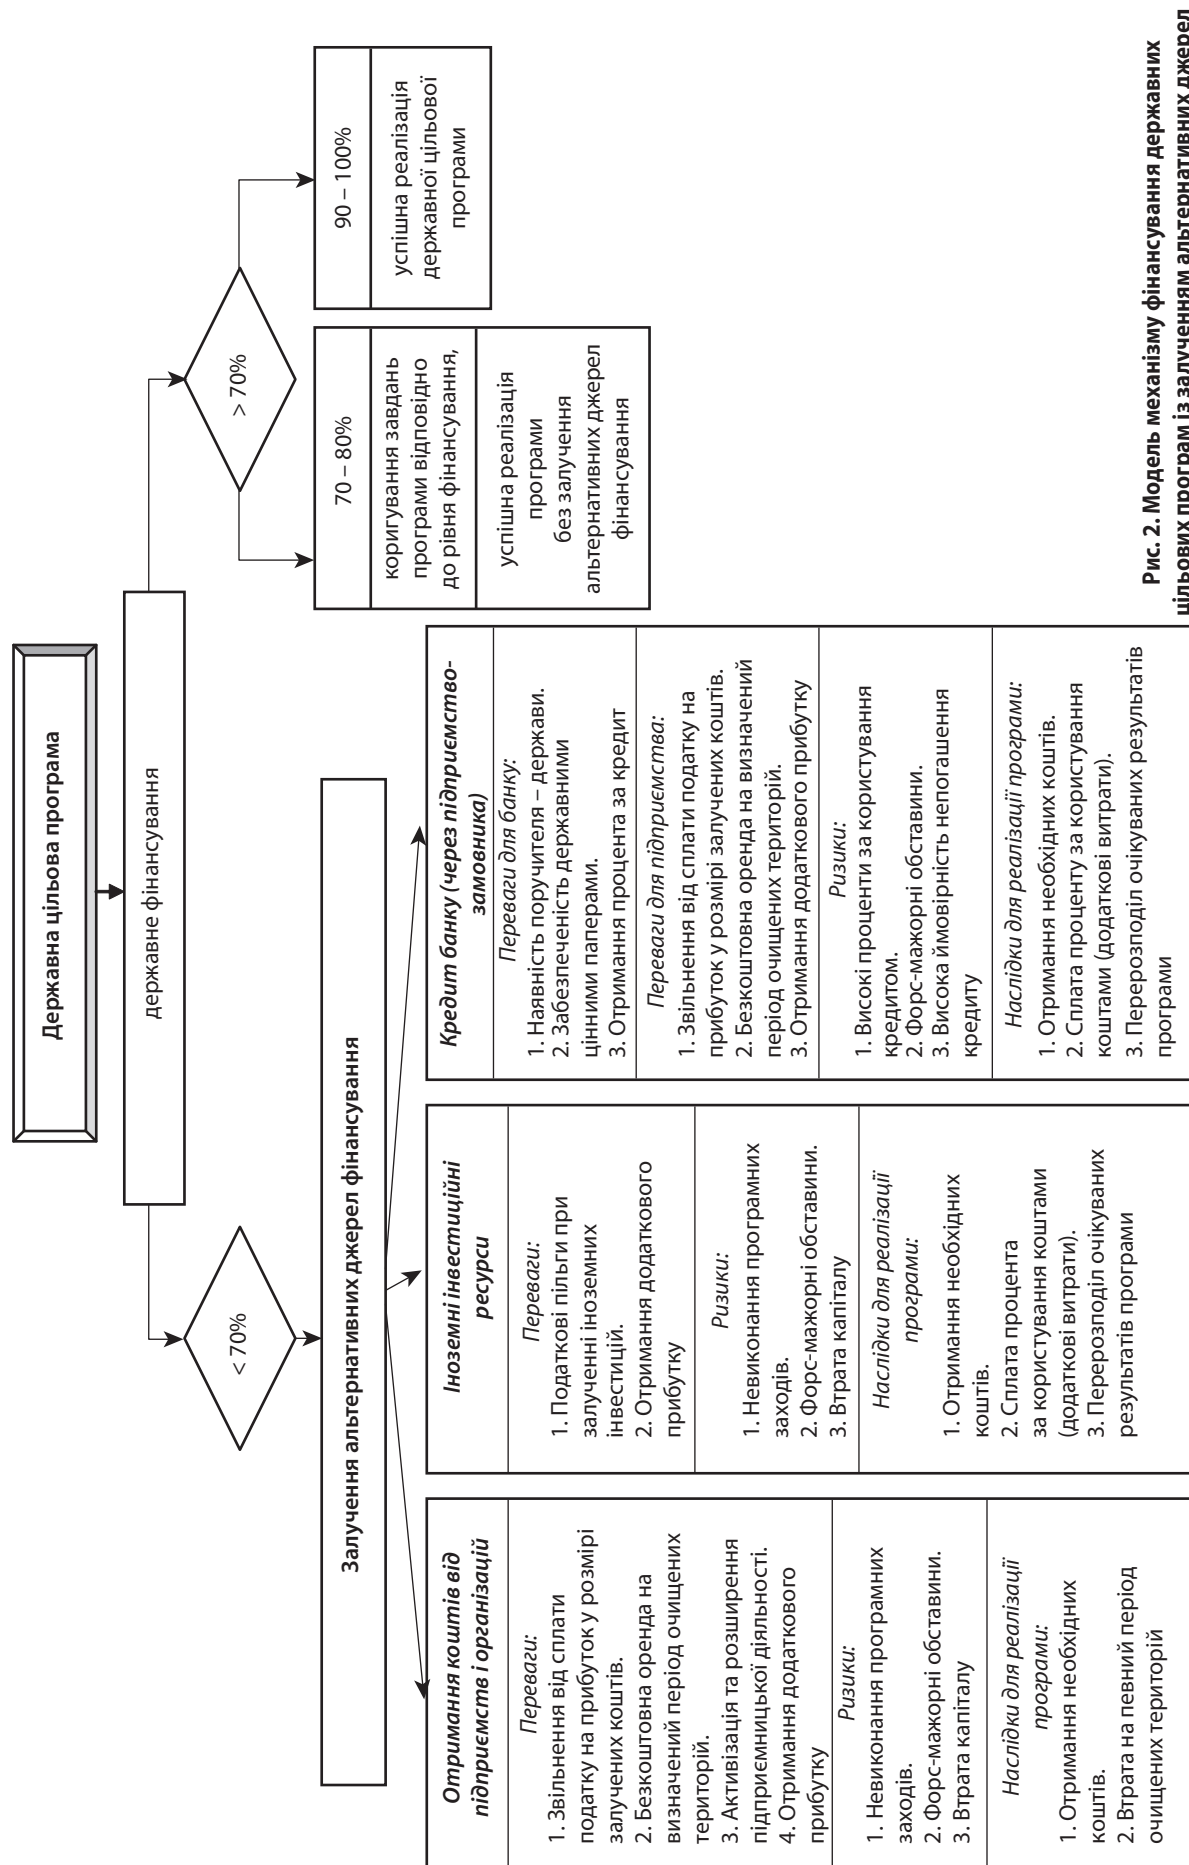 Державна цільова програма
державне фінансування
< 70%
> 70%
70 – 80%
коригування завдань
програми відповідно
до рівня фінансування,
успішна реалізація
програми
без залучення
альтернативних джерел
фінансування
90 – 100%
успішна реалізація
державної цільової
програми
Залучення альтернативних джерел фінансування
Отримання коштів від
підприємств і організацій
Переваги:
1. Звільнення від сплати
податку на прибуток у розмірі
залучених коштів.
2. Безкоштовна оренда на
визначений період очищених
територій.
3. Активізація та розширення
підприємницької діяльності.
4. Отримання додаткового
прибутку
Ризики:
1. Невиконання програмних
заходів.
2. Форс-мажорні обставини.
3. Втрата капіталу
Наслідки для реалізації
програми:
1. Отримання необхідних
коштів.
2. Втрата на певний період
очищених територій
Іноземні інвестиційні
ресурси
Переваги:
1. Податкові пільги при
залученні іноземних
інвестицій.
2. Отримання додаткового
прибутку
Ризики:
1. Невиконання програмних
заходів.
2. Форс-мажорні обставини.
3. Втрата капіталу
Наслідки для реалізації
програми:
1. Отримання необхідних
коштів.
2. Сплата процента
за користування коштами
(додаткові витрати).
3. Перерозподіл очікуваних
результатів програми
Кредит банку (через підприємство-
замовника)
Переваги для банку:
1. Наявність поручителя – держави.
2. Забезпеченість державними
цінними паперами.
3. Отримання процента за кредит
Переваги для підприємства:
1. Звільнення від сплати податку на
прибуток у розмірі залучених коштів.
2. Безкоштовна оренда на визначений
період очищених територій.
3. Отримання додаткового прибутку
Ризики:
1. Високі проценти за користування
кредитом.
2. Форс-мажорні обставини.
3. Висока ймовірність непогашення
кредиту
Наслідки для реалізації програми:
1. Отримання необхідних коштів.
2. Сплата проценту за користування
коштами (додаткові витрати).
3. Перерозподіл очікуваних результатів
програми
Рис. 2. Модель механізму фінансування державних
цільових програм із залученням альтернативних джерел